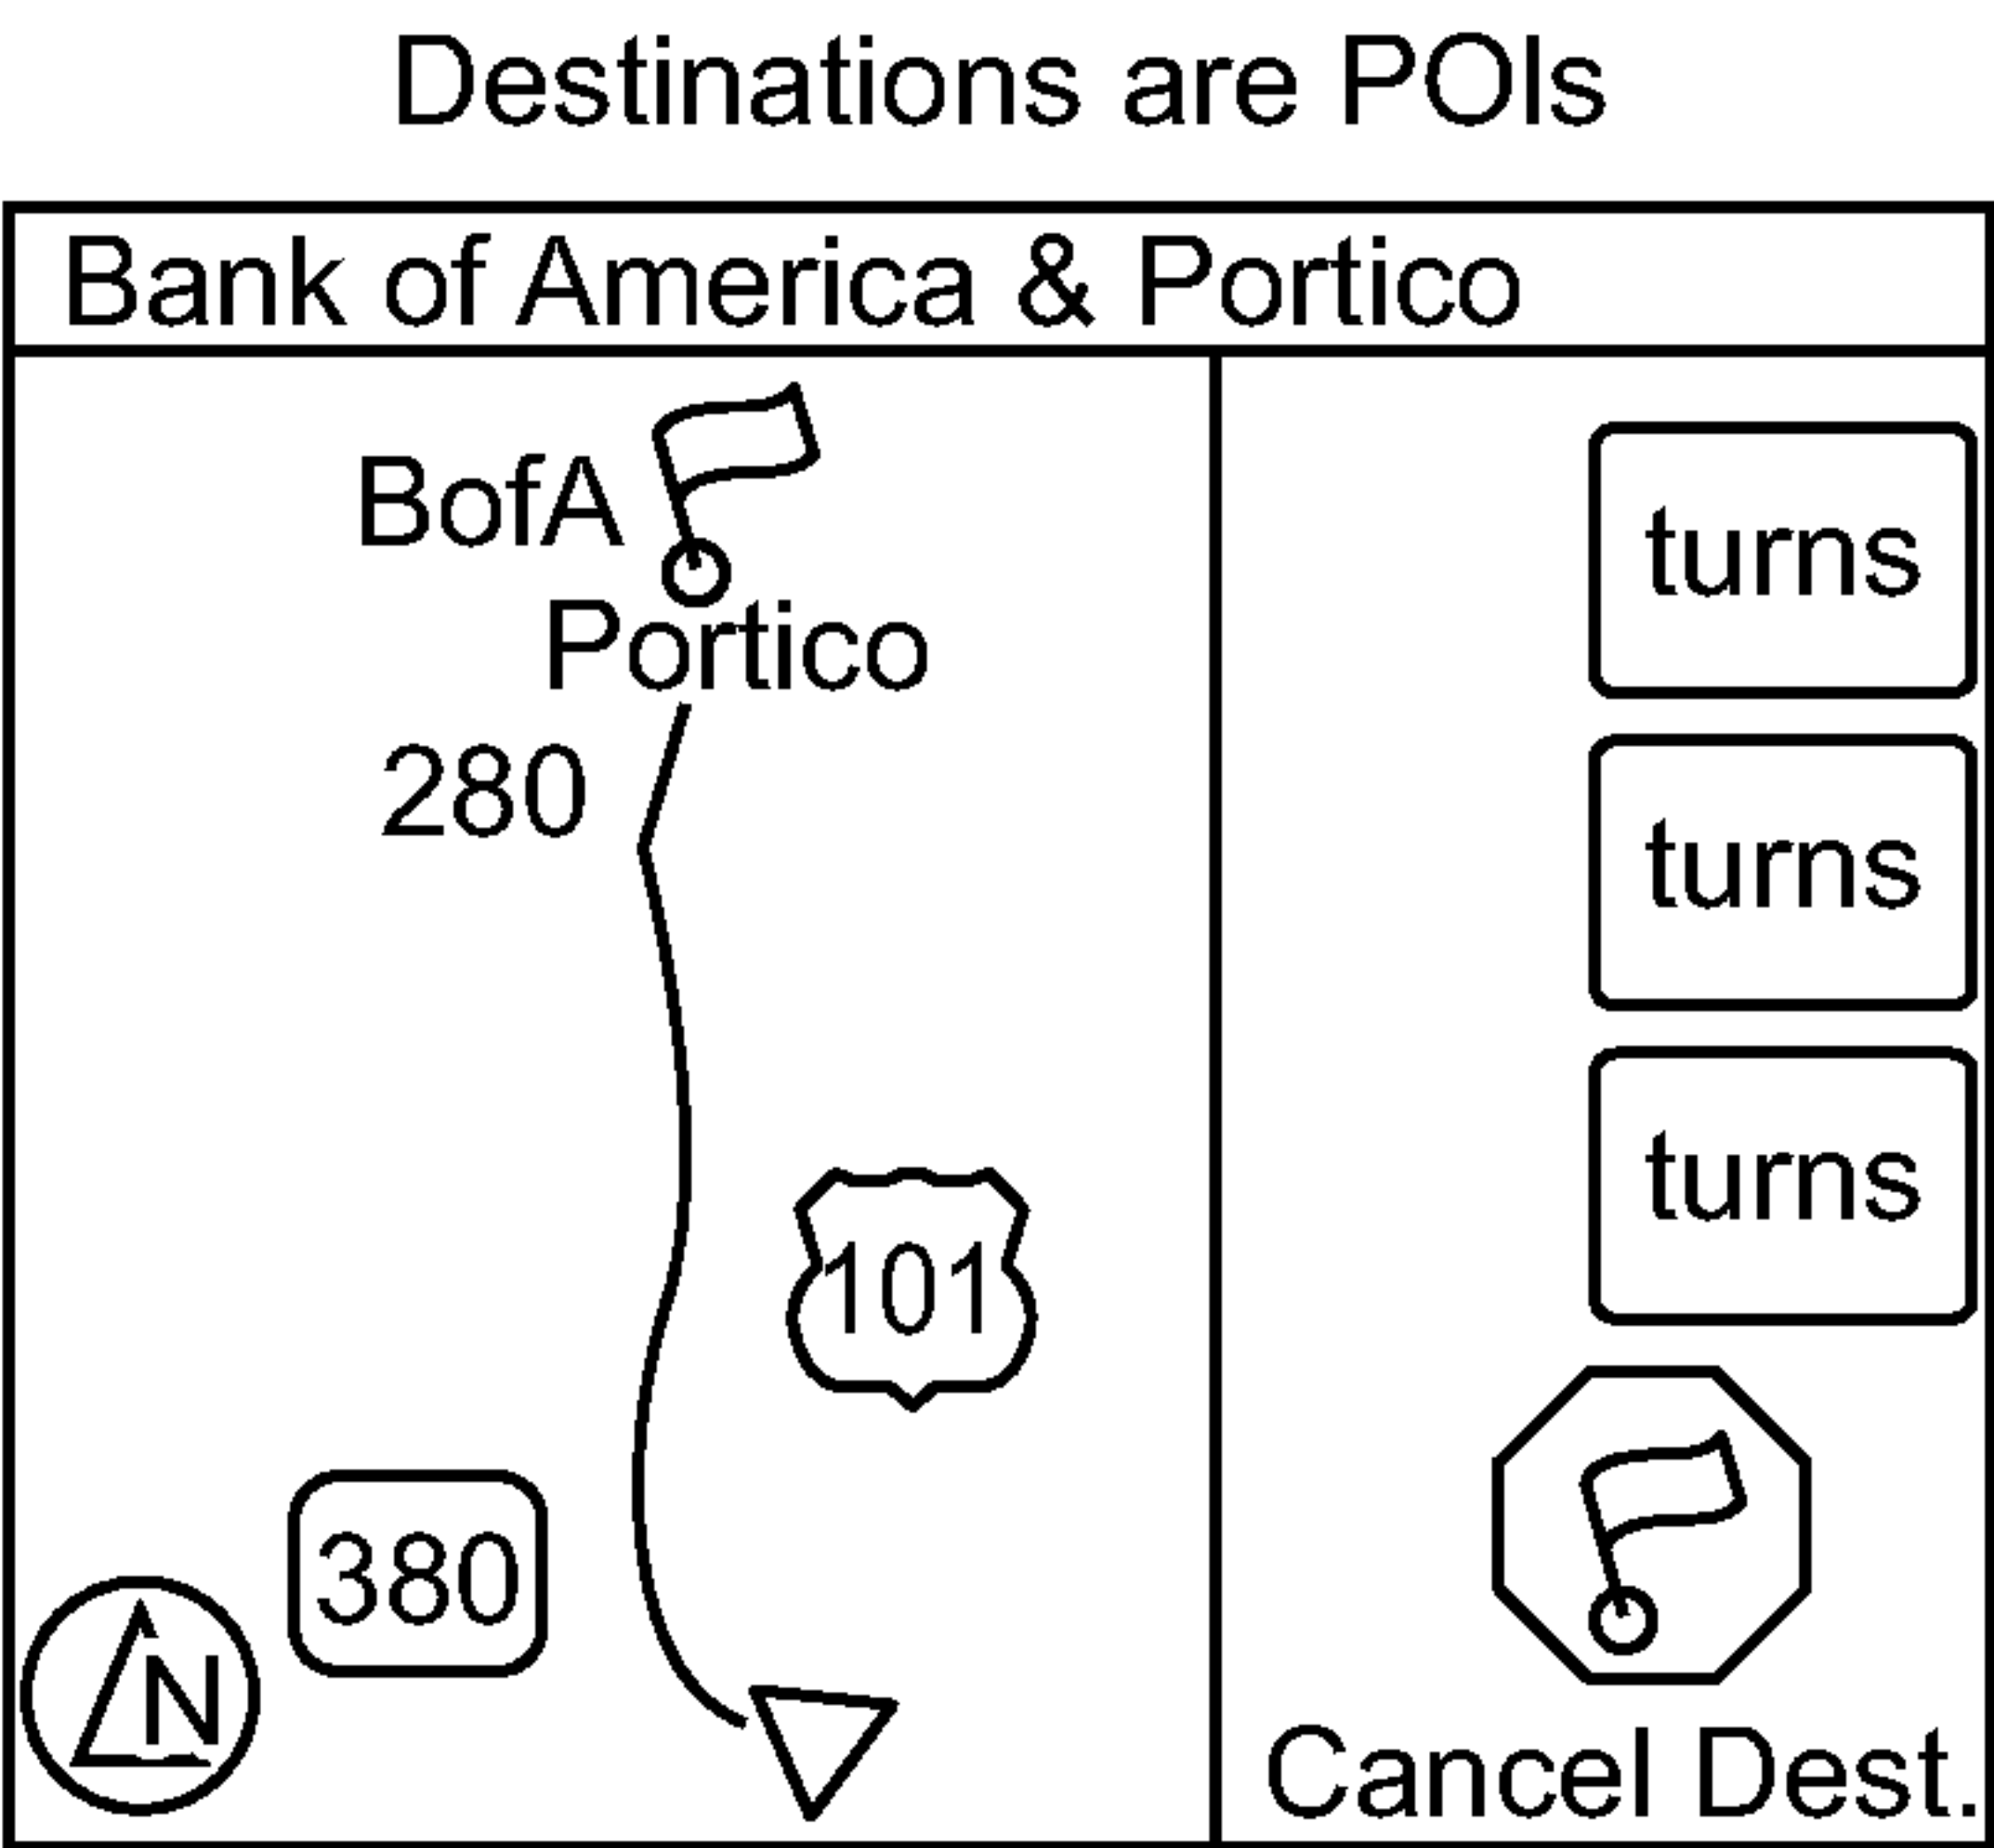 Destinations are POIs
Bank of America & Portico
BofA
Portico
280
101
380
N
turns
turns
turns
Cancel Dest.